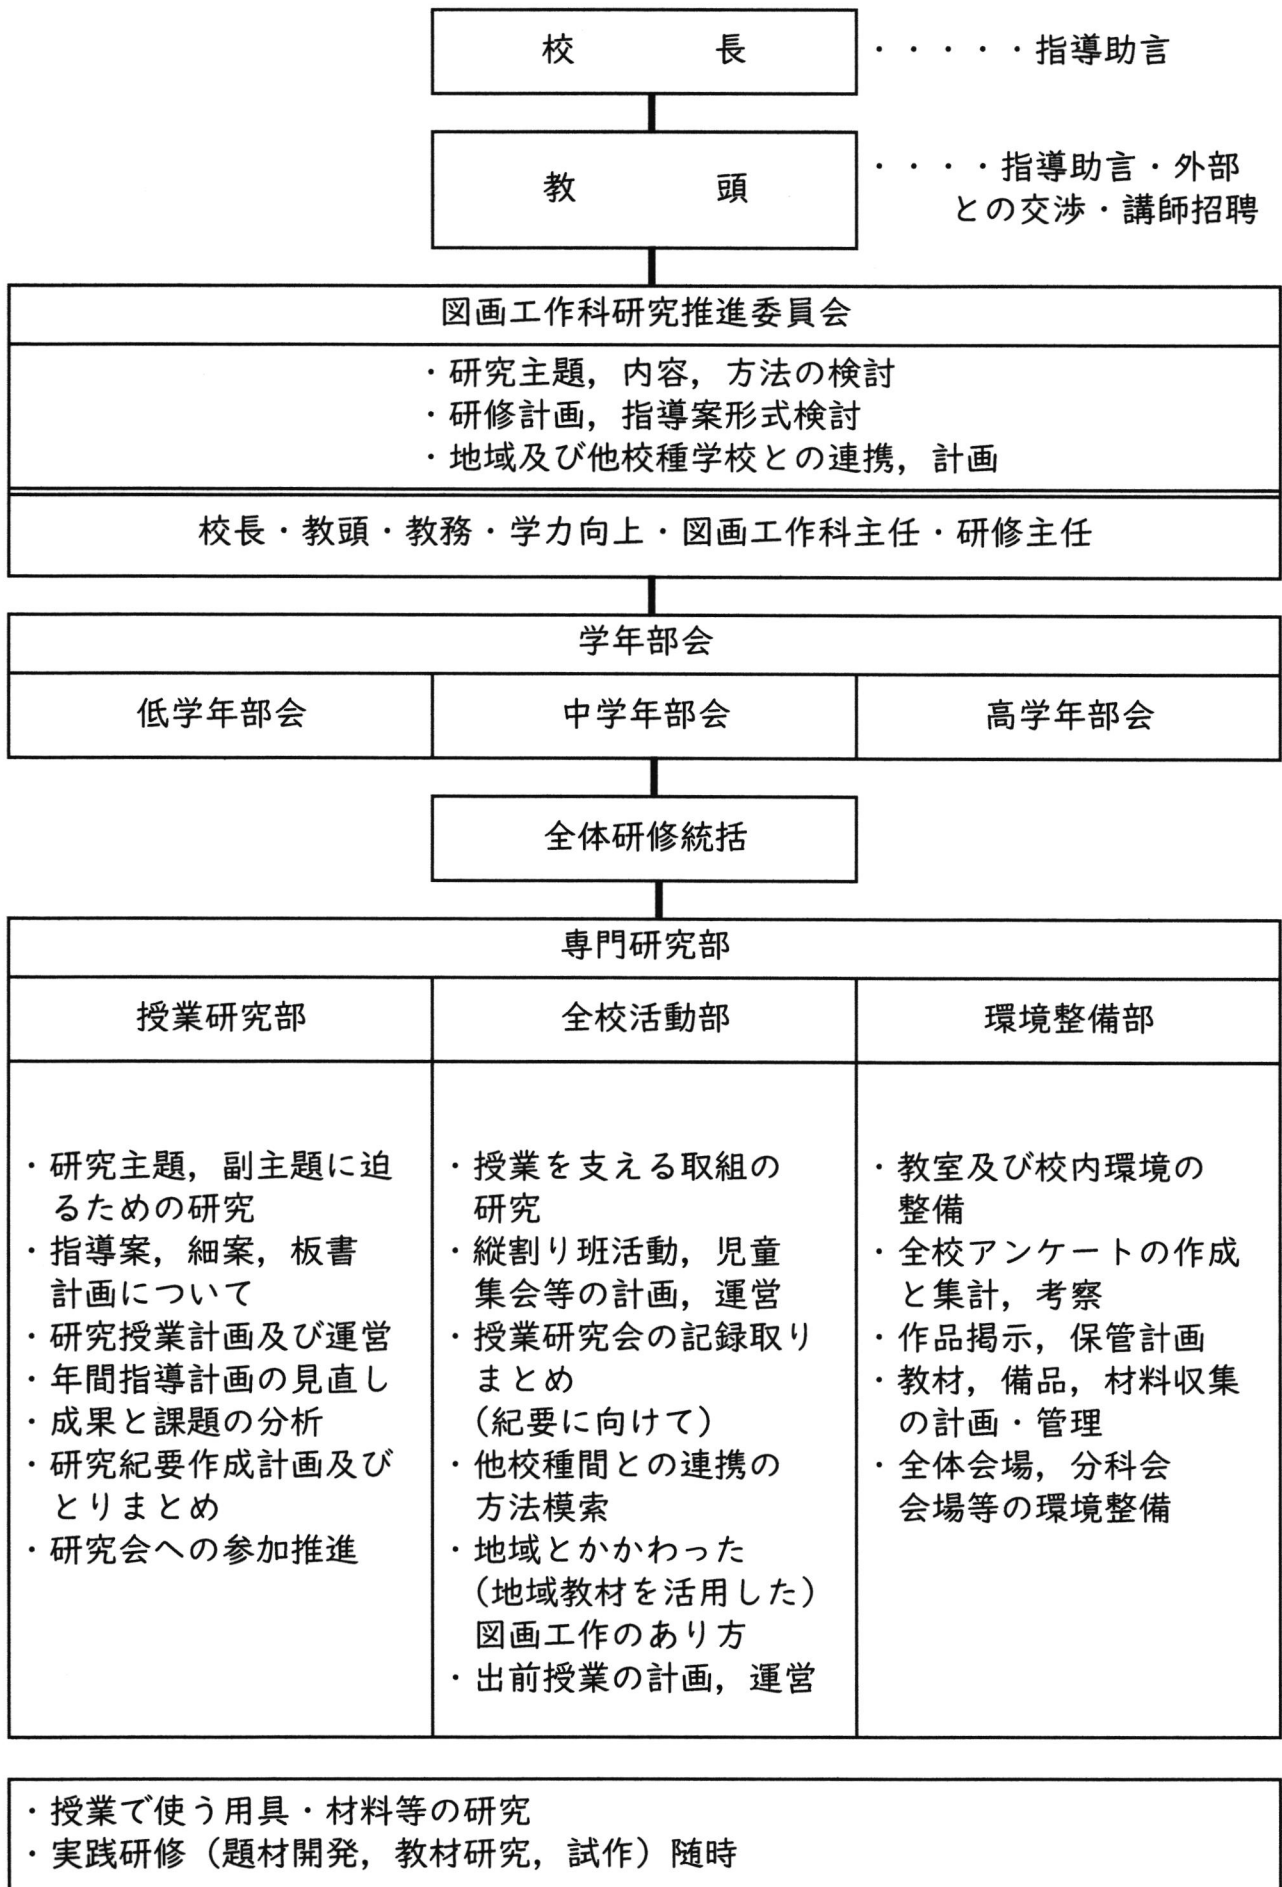 校　　　　長　・・・・・指導助言
教　　　　頭　・・・・指導助言・外部
との交渉・講師招聘
図画工作科研究推進委員会
・研究主題，内容，方法の検討
・研修計画，指導案形式検討
・地域及び他校種学校との連携，計画
校長・教頭・教務・学力向上・図画工作科主任・研修主任
学年部会
低学年部会　中学年部会　高学年部会
全体研修統括
専門研究部
授業研究部　全校活動部　環境整備部
・研究主題，副主題に迫
るための研究
・指導案，細案，板書
計画について
・研究授業計画及び運営
・年間指導計画の見直し
・成果と課題の分析
・研究紀要作成計画及び
とりまとめ
・研究会への参加推進
・授業を支える取組の
研究
・縦割り班活動，児童
集会等の計画，運営
・授業研究会の記録取り
まとめ
（紀要に向けて）
・他校種間との連携の
方法模索
・地域とかかわった
（地域教材を活用した）
図画工作のあり方
・出前授業の計画，運営
・教室及び校内環境の
整備
・全校アンケートの作成
と集計，考察
・作品掲示，保管計画
・教材，備品，材料収集
の計画・管理
・全体会場，分科会
会場等の環境整備
・授業で使う用具・材料等の研究
・実践研修（題材開発，教材研究，試作）随時